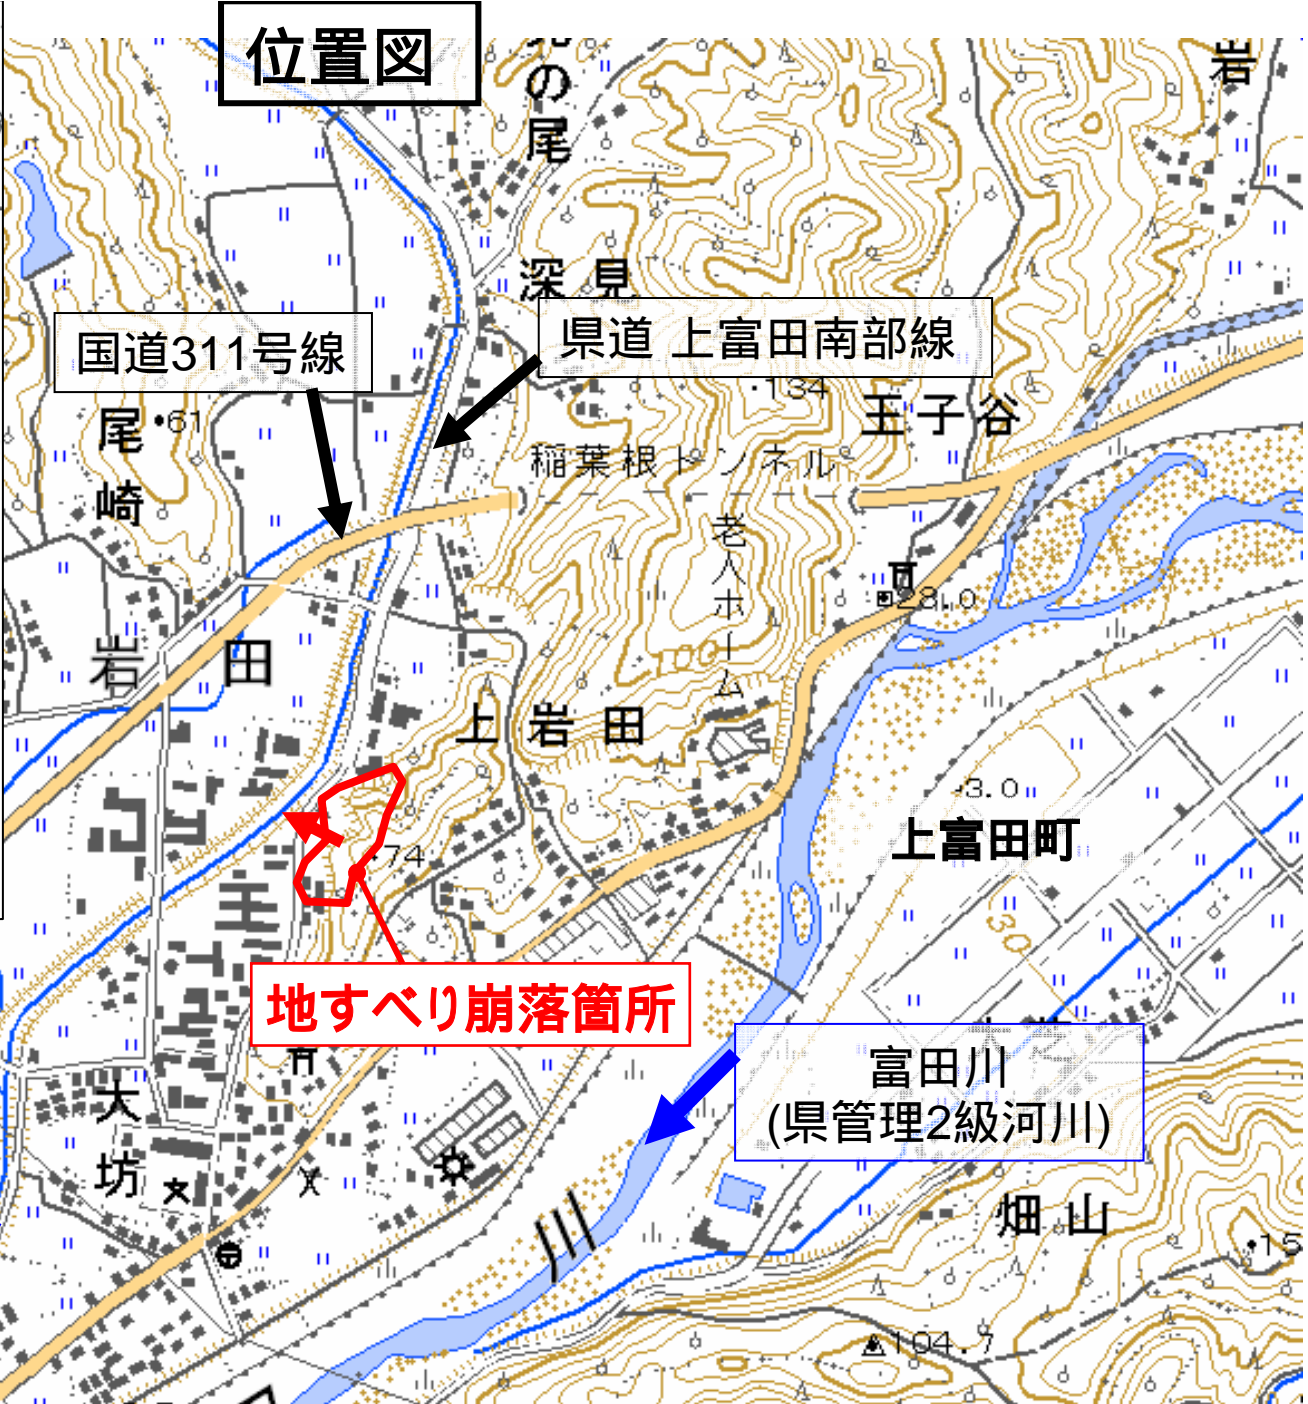 位置図
の尾
岩
深見
国道311号線
県道 上富田南部線
134
尾崎
61
王子谷
稲葉根トンネル
老人ホーム
28.0
100
岩田
上岩田
3.0
74
上富田町
30
地すべり崩落箇所
富田川
(県管理2級河川)
大坊
川
畑山
15
104.7